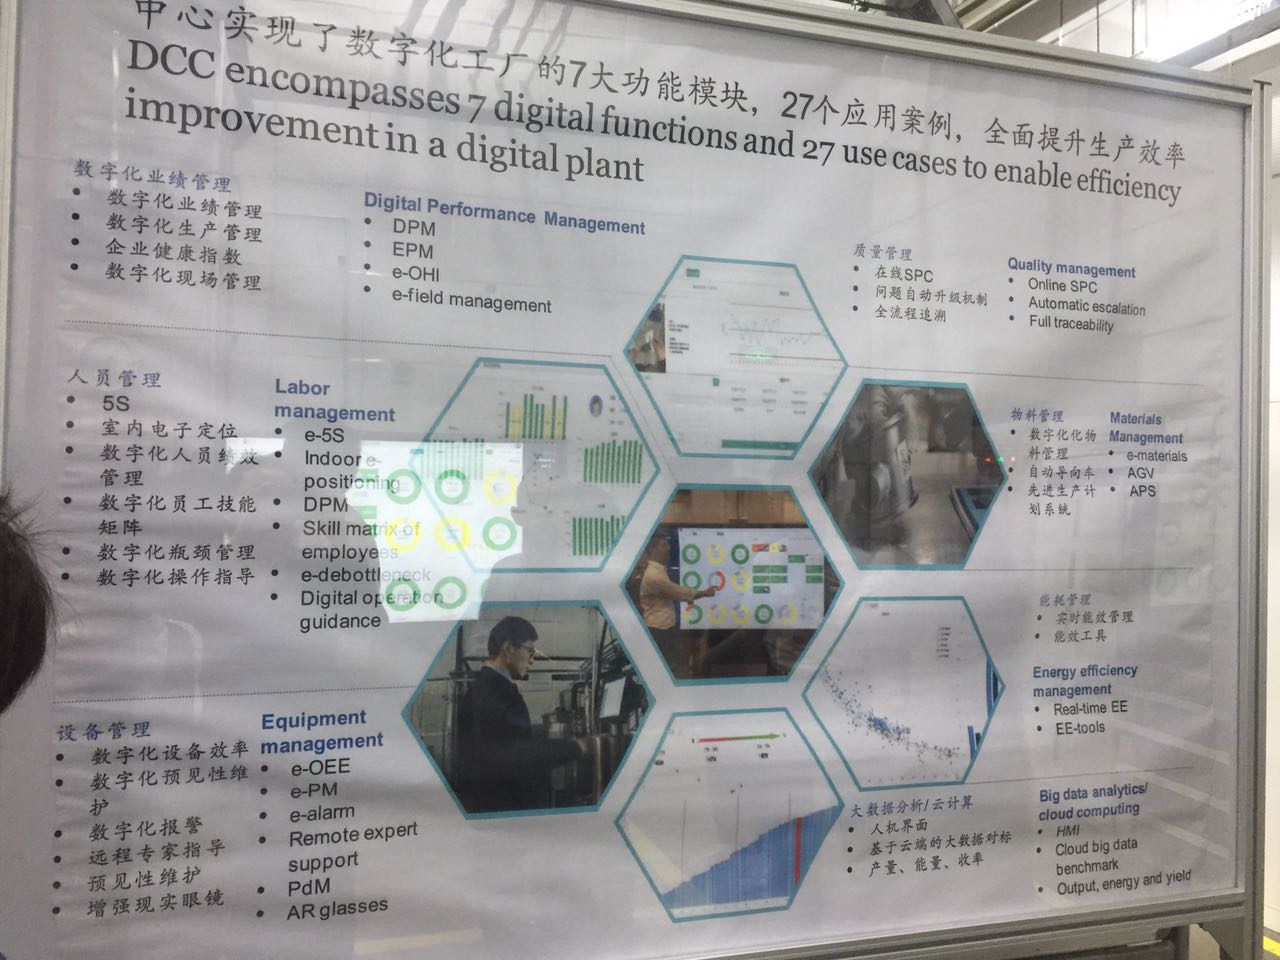 中心实现了数字化工厂的7大功能模块，27个应用案例，全面提升生产效率
DCC encompasses 7 digital functions and 27 use cases to enable efficiency
improvement in a digital plant
数字化业绩管理
• 数字化业绩管理
• 数字化生产管理
• 企业健康指数
• 数字化现场管理
Digital Performance Management
• DPM
• EPM
• e-OHI
• e-field management
质量管理
• 在线SPC
• 问题自动升级机制
• 全流程追溯
Quality management
• Online SPC
• Automatic escalation
• Full traceability
人员管理
• 5S
• 室内电子定位
• 数字化人员绩效
管理
• 数字化员工技能
矩阵
• 数字化瓶颈管理
• 数字化操作指导
Labor
management
• e-5S
• Indoor e-
positioning
• DPM
• Skill matrix of
employees
• e-debottleneck
• Digital operation
guidance
物料管理
• 数字化化物
料管理
• 自动导向车
• 先进生产计
划系统
Materials
Management
• e-materials
• AGV
• APS
能耗管理
• 实时能效管理
• 能效工具
Energy efficiency
management
• Real-time EE
• EE-tools
设备管理
• 数字化设备效率
• 数字化预见性维
护
• 数字化报警
• 远程专家指导
• 预见性维护
• 增强现实眼镜
Equipment
management
• e-OEE
• e-PM
• e-alarm
• Remote expert
support
• PdM
• AR glasses
大数据分析/云计算
• 人机界面
• 基于云端的大数据对标
• 产量、能量、收率
Big data analytics/
cloud computing
• HMI
• Cloud big data
benchmark
• Output, energy and yield